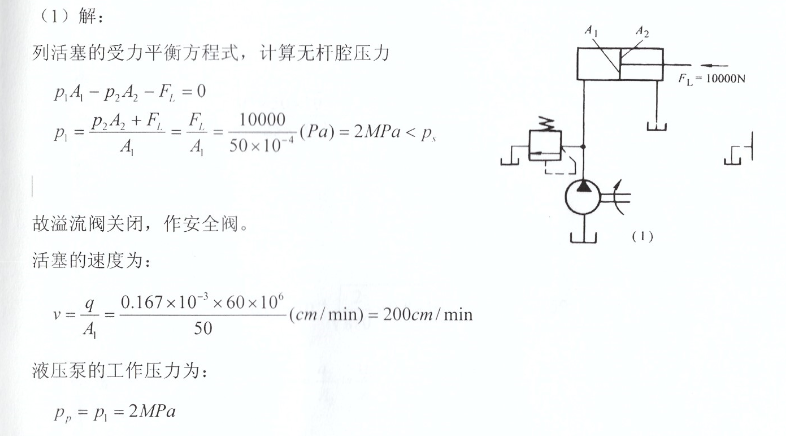 (1)解：
列活塞的受力平衡方程式，计算无杆腔压力
p₁A₁ − p₂A₂ − F_L = 0
p₁ = (p₂A₂ + F_L)/A₁ = F_L/A₁ = 10000/(50×10⁻⁴) (Pa) = 2MPa < pₓ
故溢流阀关闭，作安全阀。
活塞的速度为：
v = q/A₁ = (0.167×10⁻³×60×10⁶)/50 (cm/min) = 200cm/min
液压泵的工作压力为：
p_p = p₁ = 2MPa
A₁ A₂
F_L = 10000N
(1)